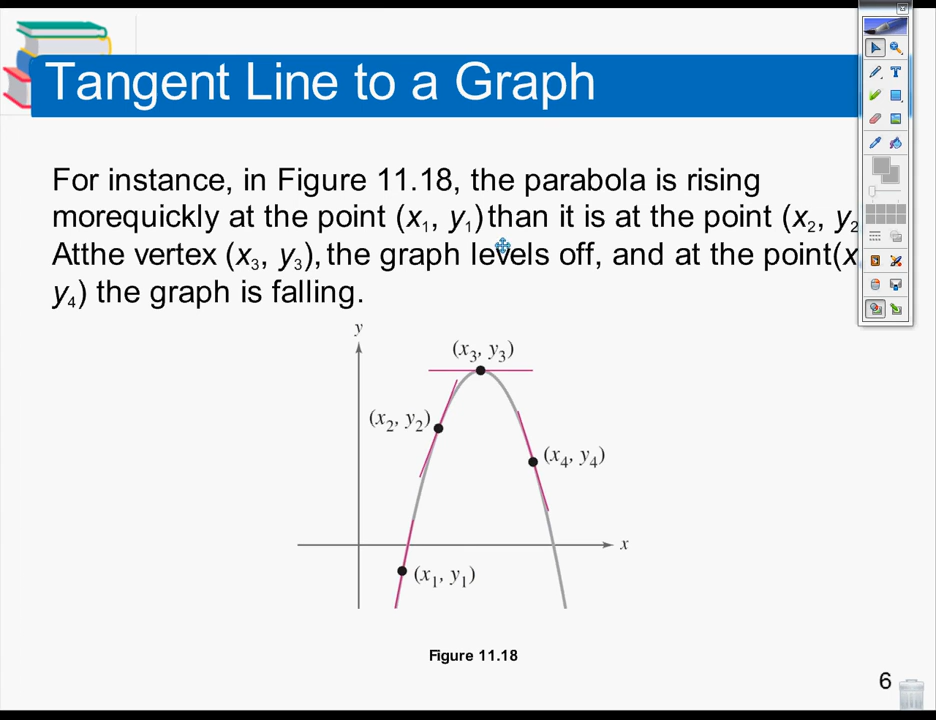 Tangent Line to a Graph
For instance, in Figure 11.18, the parabola is rising
morequickly at the point (x₁, y₁)than it is at the point (x₂, y₂
Atthe vertex (x₃, y₃), the graph levels off, and at the point(x
y₄) the graph is falling.
y
(x₃, y₃)
(x₂, y₂)
(x₄, y₄)
x
(x₁, y₁)
Figure 11.18
6